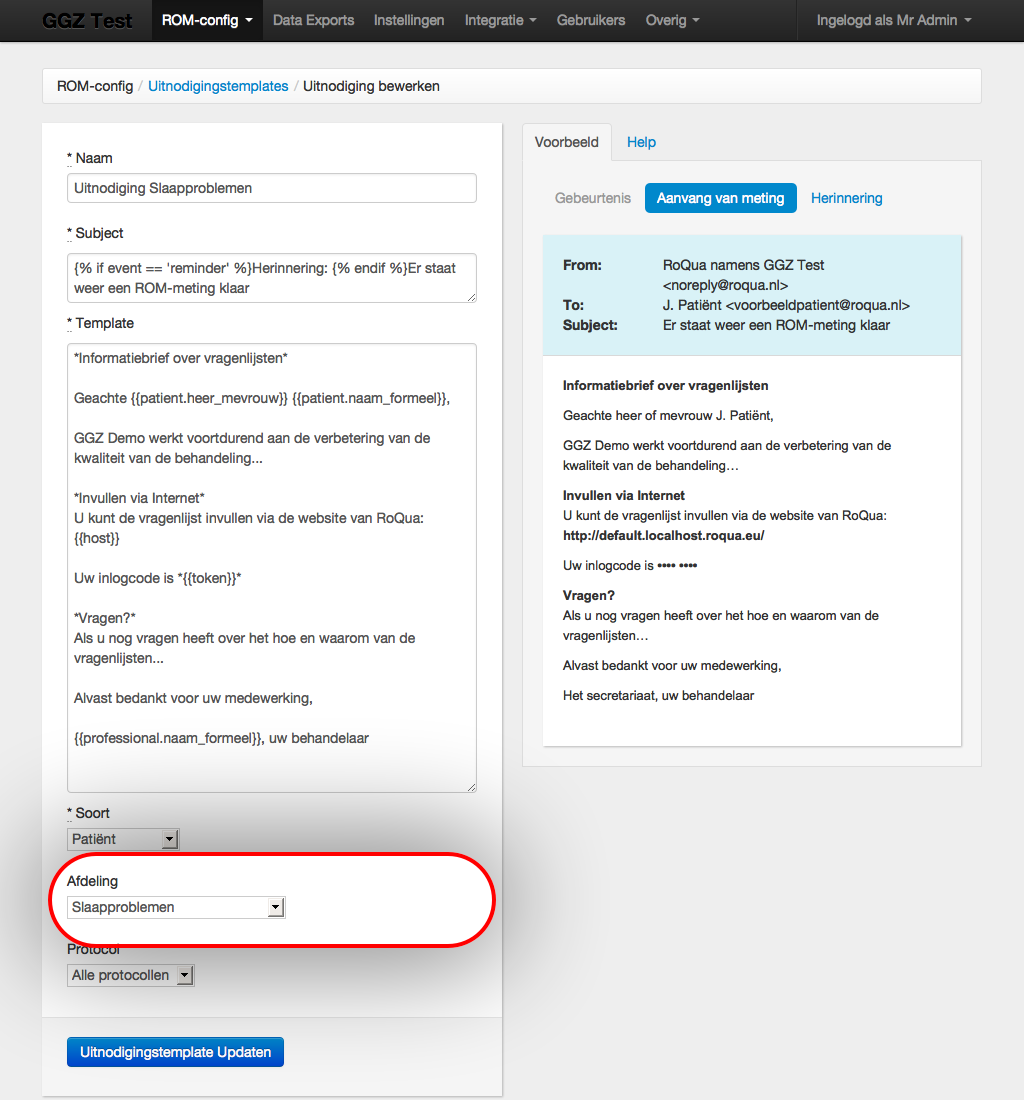 GGZ Test ROM-config Data Exports Instellingen Integratie Gebruikers Overig Ingelogd als Mr Admin
ROM-config / Uitnodigingstemplates / Uitnodiging bewerken
* Naam
Uitnodiging Slaapproblemen
* Subject
{% if event == 'reminder' %}Herinnering: {% endif %}Er staat
weer een ROM-meting klaar
* Template
*Informatiebrief over vragenlijsten*
Geachte {{patient.heer_mevrouw}} {{patient.naam_formeel}},
GGZ Demo werkt voortdurend aan de verbetering van de
kwaliteit van de behandeling...
*Invullen via Internet*
U kunt de vragenlijst invullen via de website van RoQua:
{{host}}
Uw inlogcode is *{{token}}*
*Vragen?*
Als u nog vragen heeft over het hoe en waarom van de
vragenlijsten...
Alvast bedankt voor uw medewerking,
{{professional.naam_formeel}}, uw behandelaar
* Soort
Patiënt
Afdeling
Slaapproblemen
Protocol
Alle protocollen
Uitnodigingstemplate Updaten
Voorbeeld Help
Gebeurtenis Aanvang van meting Herinnering
From: RoQua namens GGZ Test
<noreply@roqua.nl>
To: J. Patiënt <voorbeeldpatient@roqua.nl>
Subject: Er staat weer een ROM-meting klaar
Informatiebrief over vragenlijsten
Geachte heer of mevrouw J. Patiënt,
GGZ Demo werkt voortdurend aan de verbetering van de
kwaliteit van de behandeling…
Invullen via Internet
U kunt de vragenlijst invullen via de website van RoQua:
http://default.localhost.roqua.eu/
Uw inlogcode is •••• ••••
Vragen?
Als u nog vragen heeft over het hoe en waarom van de
vragenlijsten…
Alvast bedankt voor uw medewerking,
Het secretariaat, uw behandelaar